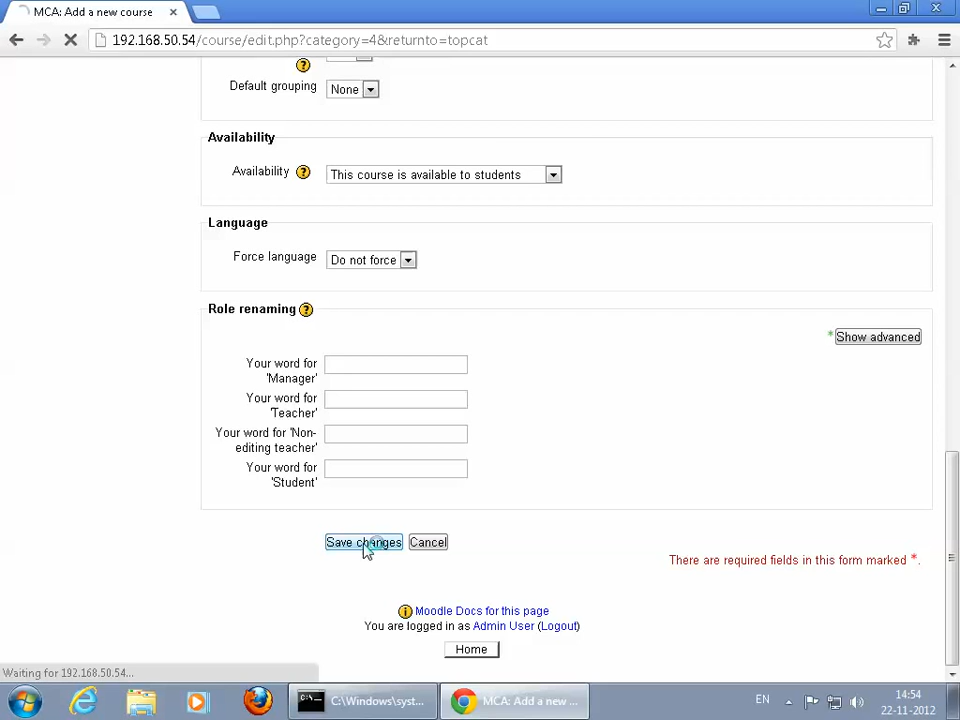 MCA: Add a new course
192.168.50.54/course/edit.php?category=4&returnto=topcat
Default grouping None
Availability
Availability This course is available to students
Language
Force language Do not force
Role renaming
* Show advanced
Your word for
'Manager'
Your word for
'Teacher'
Your word for 'Non-
editing teacher'
Your word for
'Student'
Save changes Cancel
There are required fields in this form marked *.
Moodle Docs for this page
You are logged in as Admin User (Logout)
Home
Waiting for 192.168.50.54...
C:\Windows\syst...
MCA: Add a new ...
EN
14:54
22-11-2012